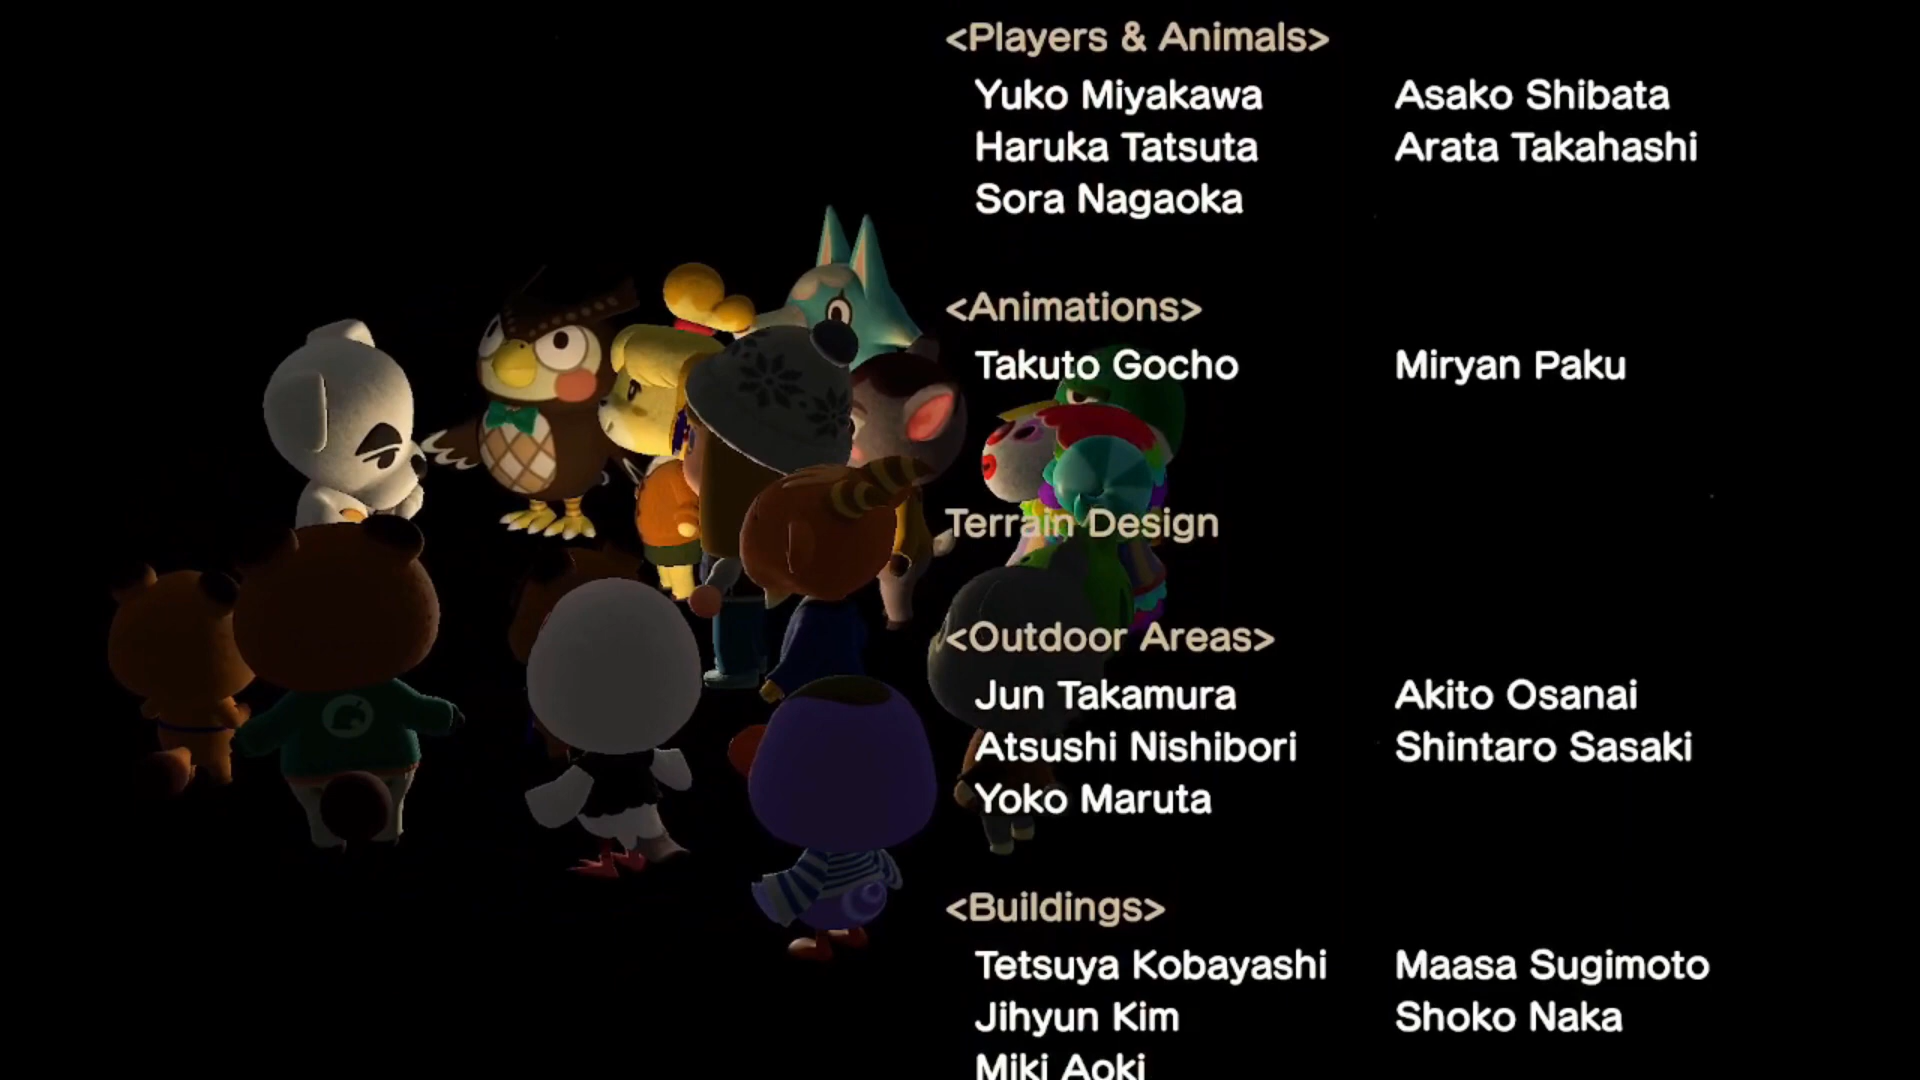 <Players & Animals>
Yuko Miyakawa Asako Shibata
Haruka Tatsuta Arata Takahashi
Sora Nagaoka
<Animations>
Takuto Gocho Miryan Paku
Terrain Design
<Outdoor Areas>
Jun Takamura Akito Osanai
Atsushi Nishibori Shintaro Sasaki
Yoko Maruta
<Buildings>
Tetsuya Kobayashi Maasa Sugimoto
Jihyun Kim Shoko Naka
Miki Aoki